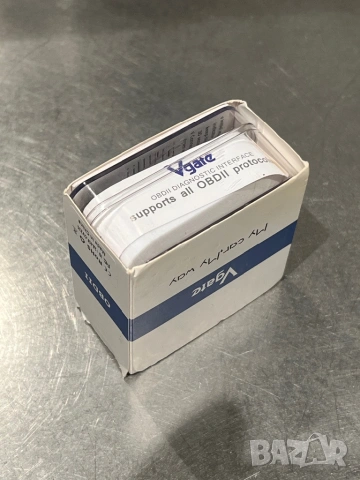 Vgate
OBDII DIAGNOSTIC INTERFACE
supports all OBDII protoco
My car,My way
Vgate
OBDII
BAZAR